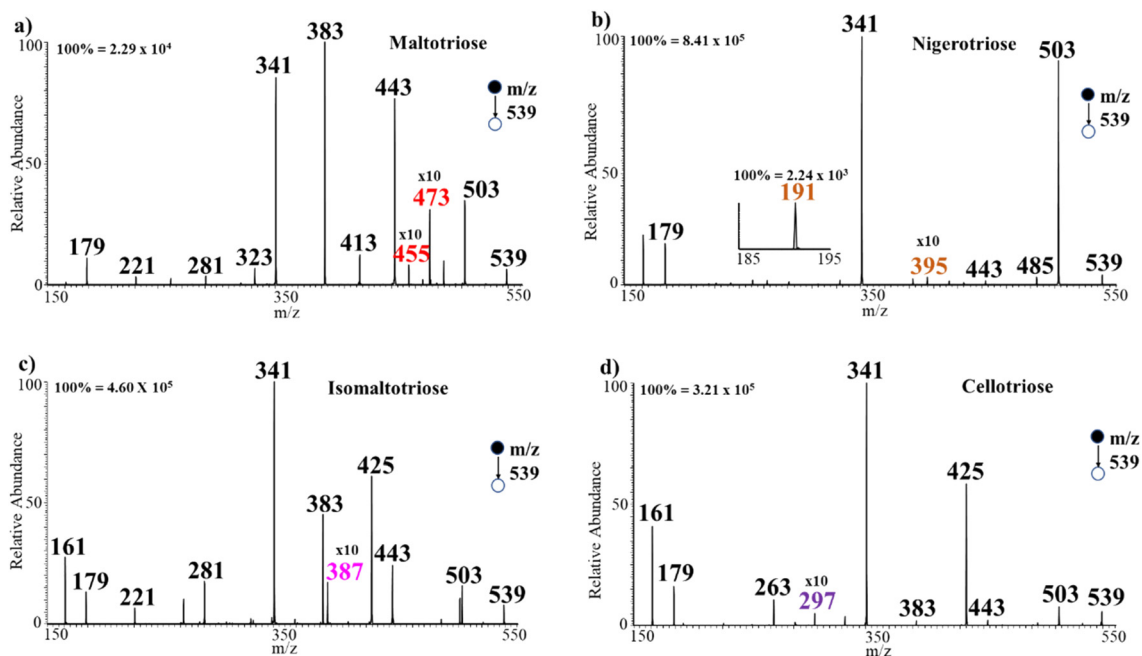 a)
100% = 2.29 x 10⁴
Maltotriose
Relative Abundance
100
50
0
179
221
281
323
341
383
413
443
x10
455
x10
473
503
539
m/z
539
150
350
550
m/z
b)
100% = 8.41 x 10⁵
Nigerotriose
Relative Abundance
100
50
0
179
100% = 2.24 x 10³
191
185
195
341
x10
395
443
485
503
539
m/z
539
150
350
550
m/z
c)
100% = 4.60 X 10⁵
Isomaltotriose
Relative Abundance
100
50
0
161
179
221
281
341
383
x10
387
425
443
503
539
m/z
539
150
350
550
m/z
d)
100% = 3.21 x 10⁵
Cellotriose
Relative Abundance
100
50
0
161
179
263
x10
297
341
383
425
443
503
539
m/z
539
150
350
550
m/z